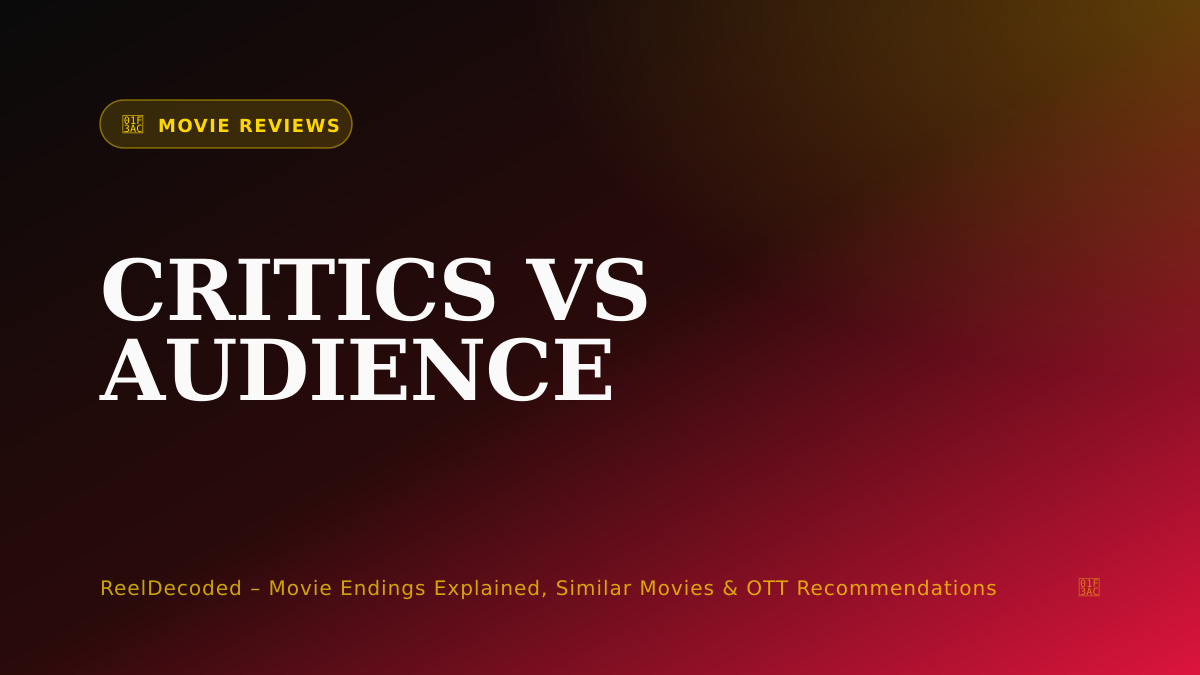 MOVIE REVIEWS
CRITICS VS
AUDIENCE
ReelDecoded – Movie Endings Explained, Similar Movies & OTT Recommendations